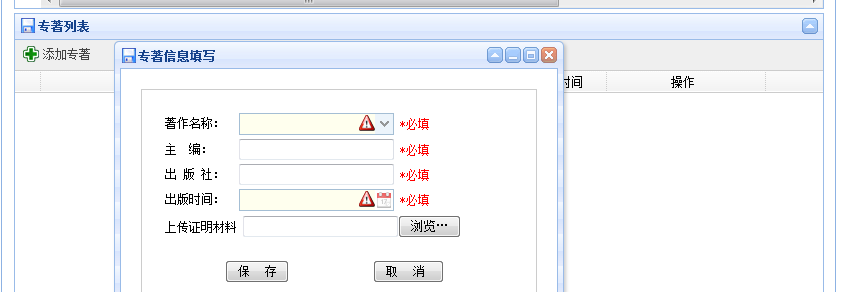 专著列表
添加专著
专著信息填写
时间 操作
著作名称： *必填
主 编： *必填
出 版 社： *必填
出版时间： *必填
上传证明材料 浏览…
保 存 取 消